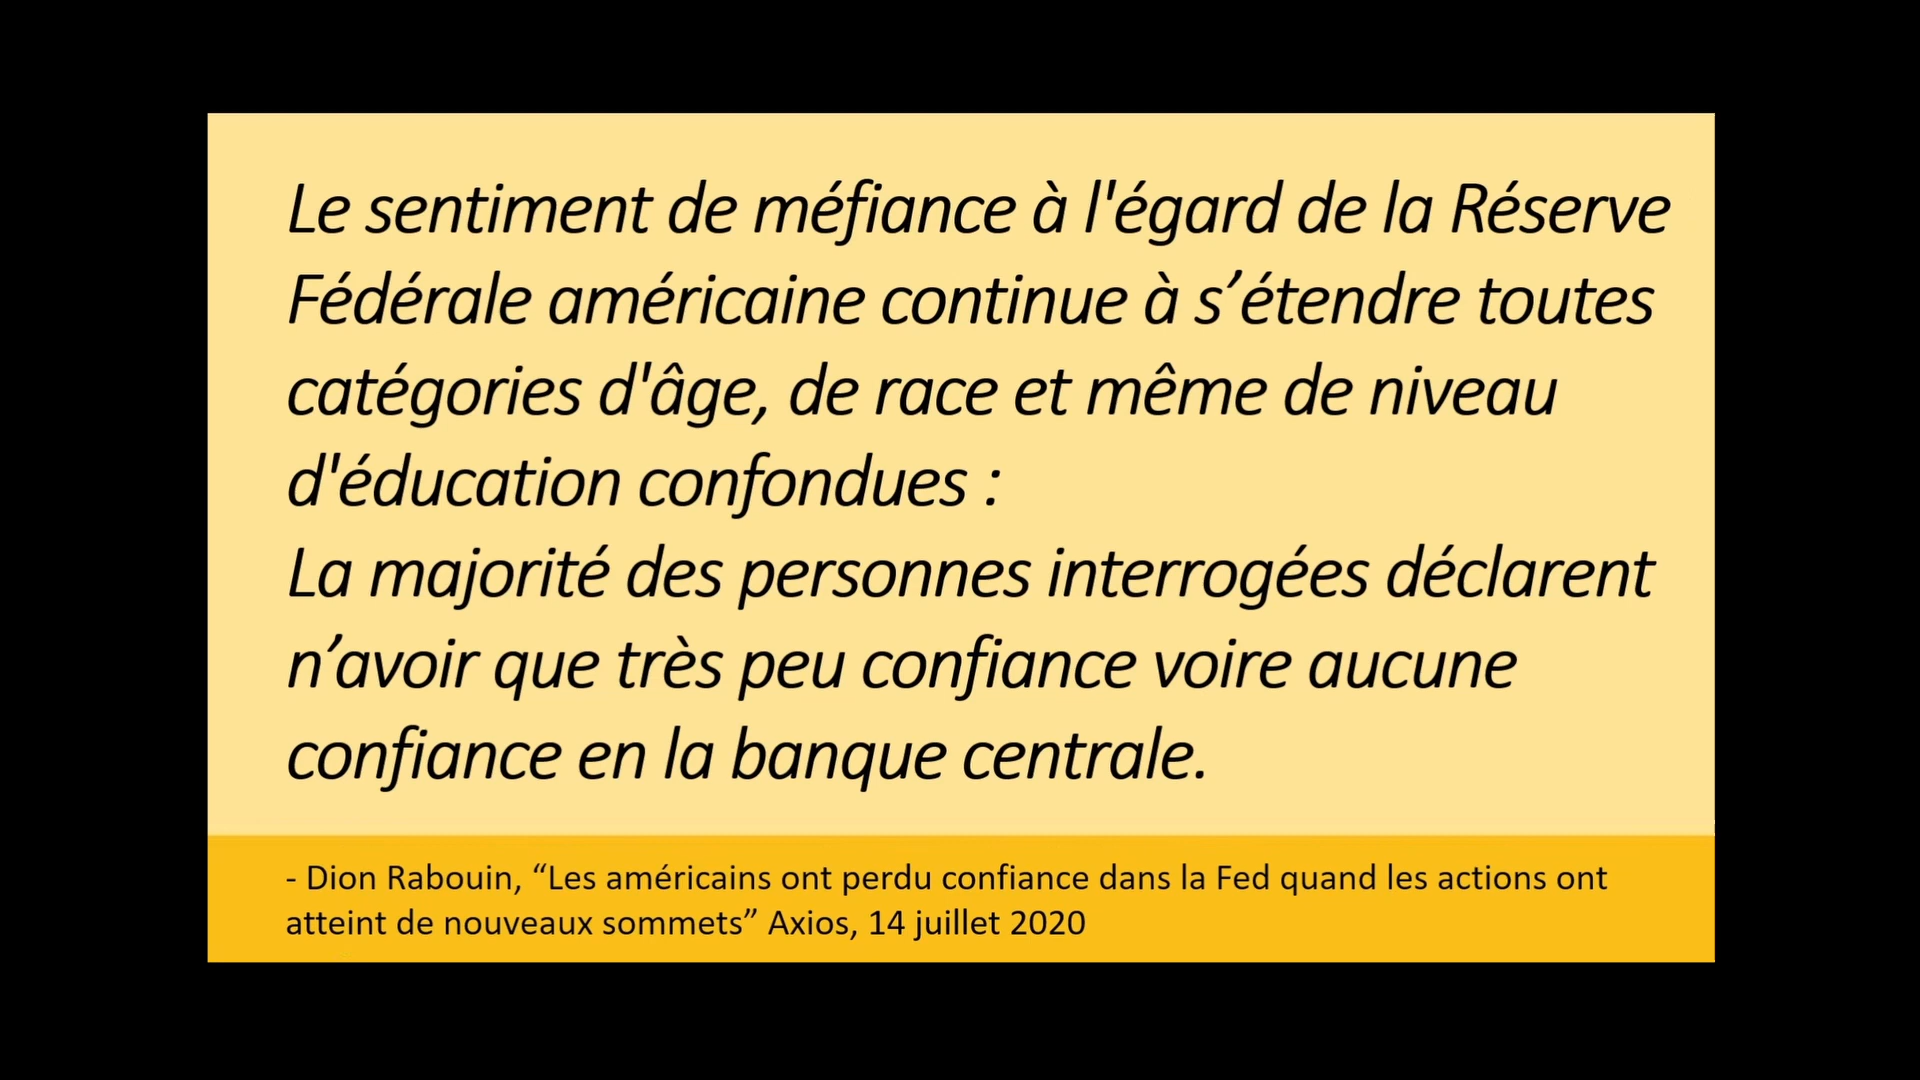 Le sentiment de méfiance à l'égard de la Réserve
Fédérale américaine continue à s’étendre toutes
catégories d'âge, de race et même de niveau
d'éducation confondues :
La majorité des personnes interrogées déclarent
n’avoir que très peu confiance voire aucune
confiance en la banque centrale.
- Dion Rabouin, “Les américains ont perdu confiance dans la Fed quand les actions ont
atteint de nouveaux sommets” Axios, 14 juillet 2020